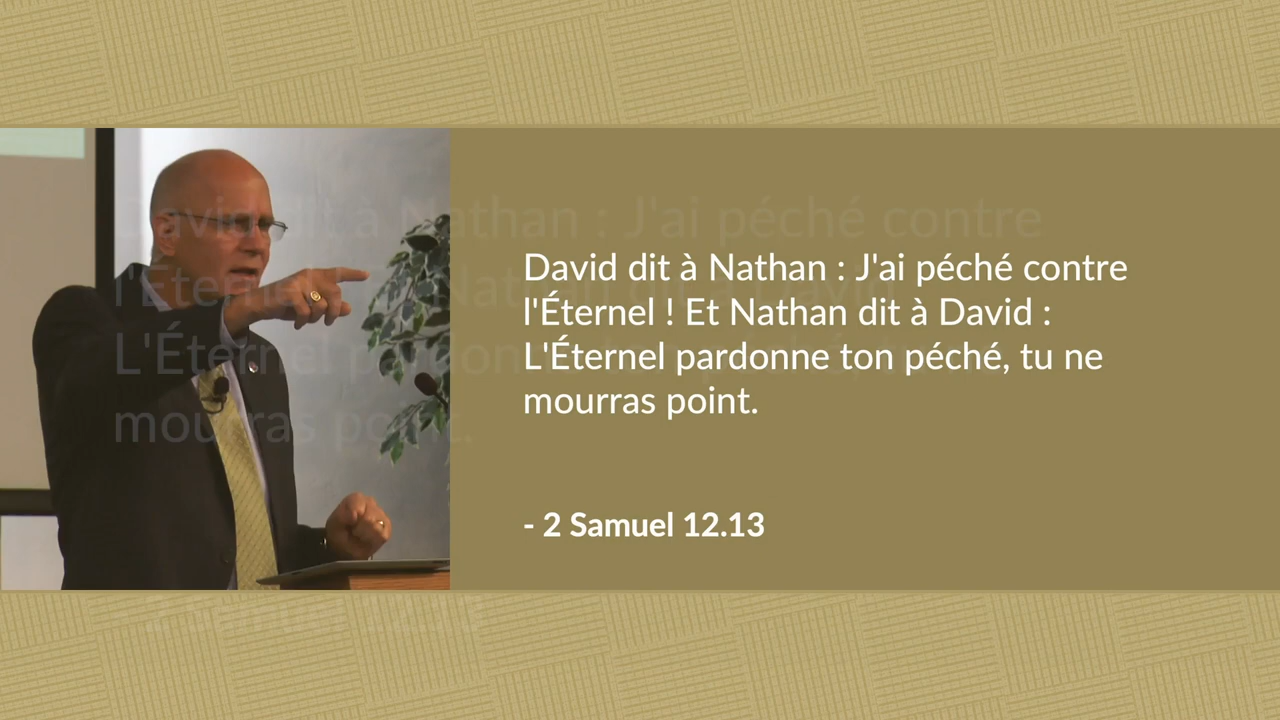 David dit à Nathan : J'ai péché contre
l'Éternel ! Et Nathan dit à David :
L'Éternel pardonne ton péché, tu ne
mourras point.
- 2 Samuel 12.13